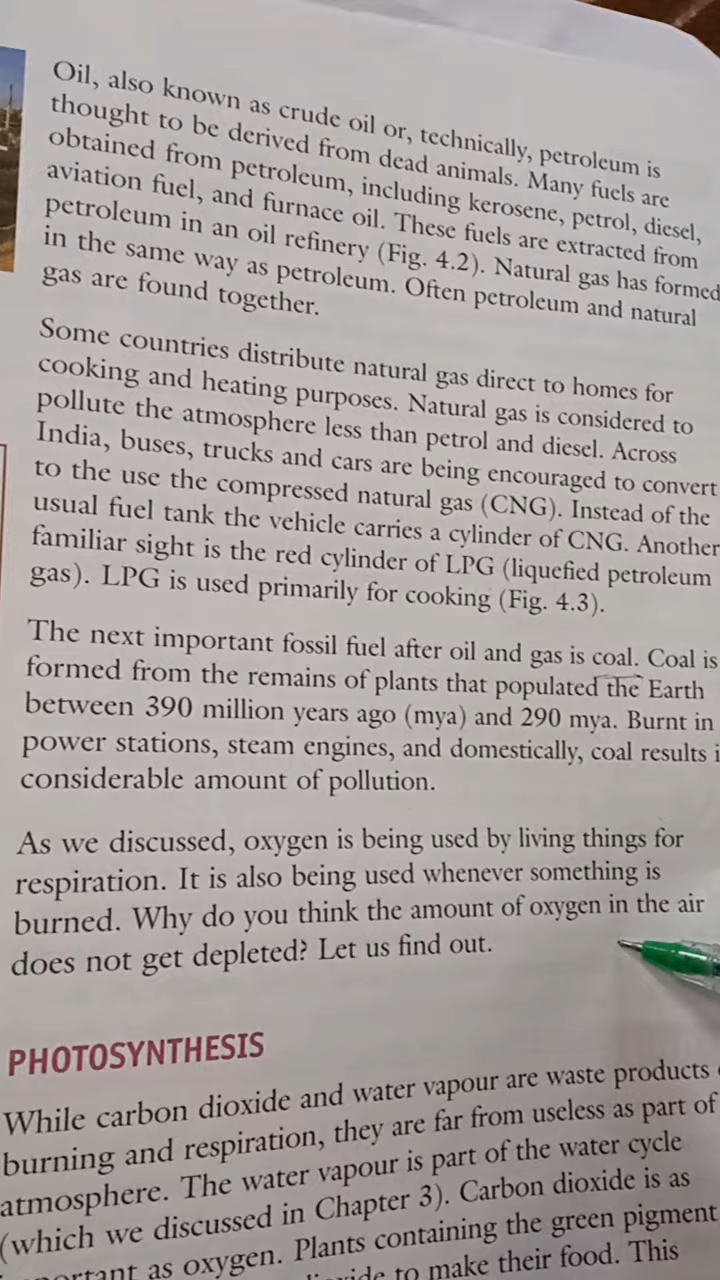 Oil, also known as crude oil or, technically, petroleum is
thought to be derived from dead animals. Many fuels are
obtained from petroleum, including kerosene, petrol, diesel,
aviation fuel, and furnace oil. These fuels are extracted from
petroleum in an oil refinery (Fig. 4.2). Natural gas has formed
in the same way as petroleum. Often petroleum and natural
gas are found together.
Some countries distribute natural gas direct to homes for
cooking and heating purposes. Natural gas is considered to
pollute the atmosphere less than petrol and diesel. Across
India, buses, trucks and cars are being encouraged to convert
to the use the compressed natural gas (CNG). Instead of the
usual fuel tank the vehicle carries a cylinder of CNG. Another
familiar sight is the red cylinder of LPG (liquefied petroleum
gas). LPG is used primarily for cooking (Fig. 4.3).
The next important fossil fuel after oil and gas is coal. Coal is
formed from the remains of plants that populated the Earth
between 390 million years ago (mya) and 290 mya. Burnt in
power stations, steam engines, and domestically, coal results
considerable amount of pollution.
As we discussed, oxygen is being used by living things for
respiration. It is also being used whenever something is
burned. Why do you think the amount of oxygen in the air
does not get depleted? Let us find out.
PHOTOSYNTHESIS
While carbon dioxide and water vapour are waste products
burning and respiration, they are far from useless as part of
atmosphere. The water vapour is part of the water cycle
(which we discussed in Chapter 3). Carbon dioxide is as
as oxygen. Plants containing the green pigment
to make their food. This